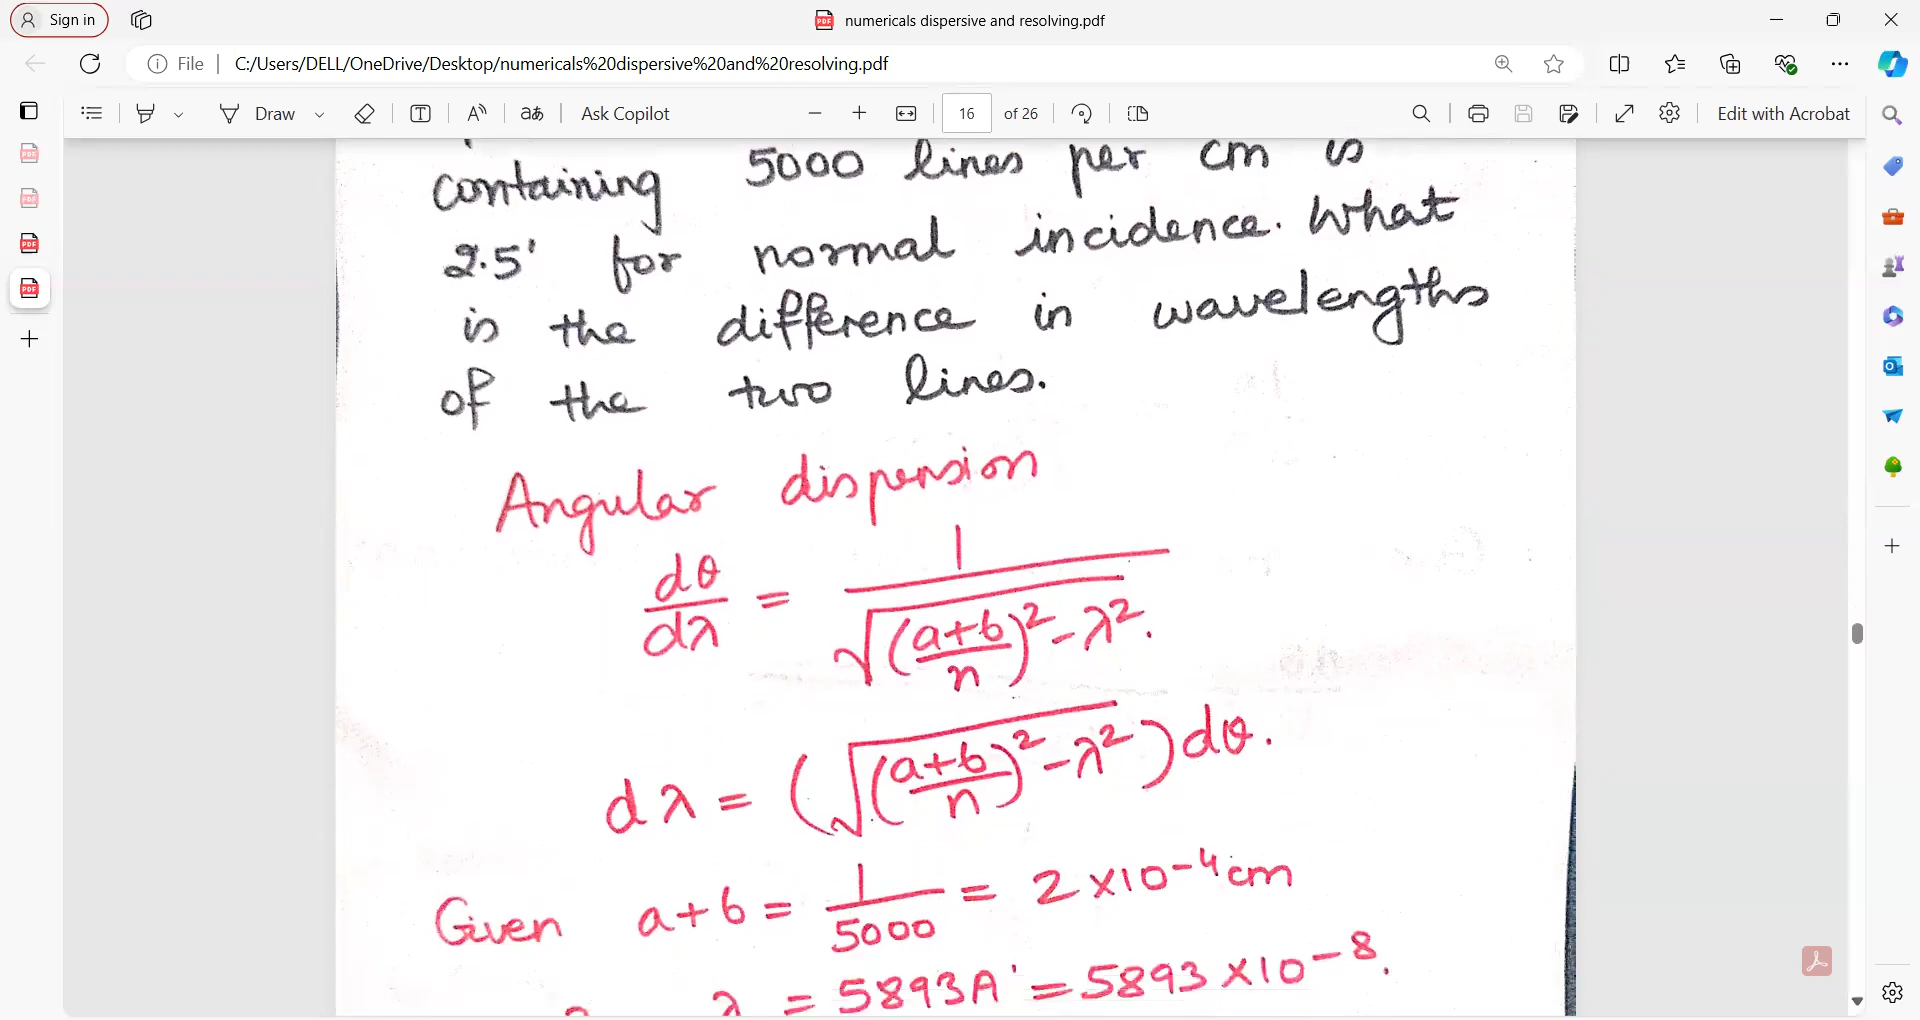 Sign in
numericals dispersive and resolving.pdf
File
C:/Users/DELL/OneDrive/Desktop/numericals%20dispersive%20and%20resolving.pdf
Draw
Ask Copilot
16 of 26
Edit with Acrobat
containing 5000 lines per cm is
2.5' for normal incidence. What
is the difference in wavelengths
of the two lines.
Angular dispersion
dθ/dλ = 1/√((a+b)/n)² - λ².
dλ = (√((a+b)/n)² - λ²) dθ.
Given a+b = 1/5000 = 2 × 10⁻⁴ cm
λ = 5893A° = 5893 × 10⁻⁸.